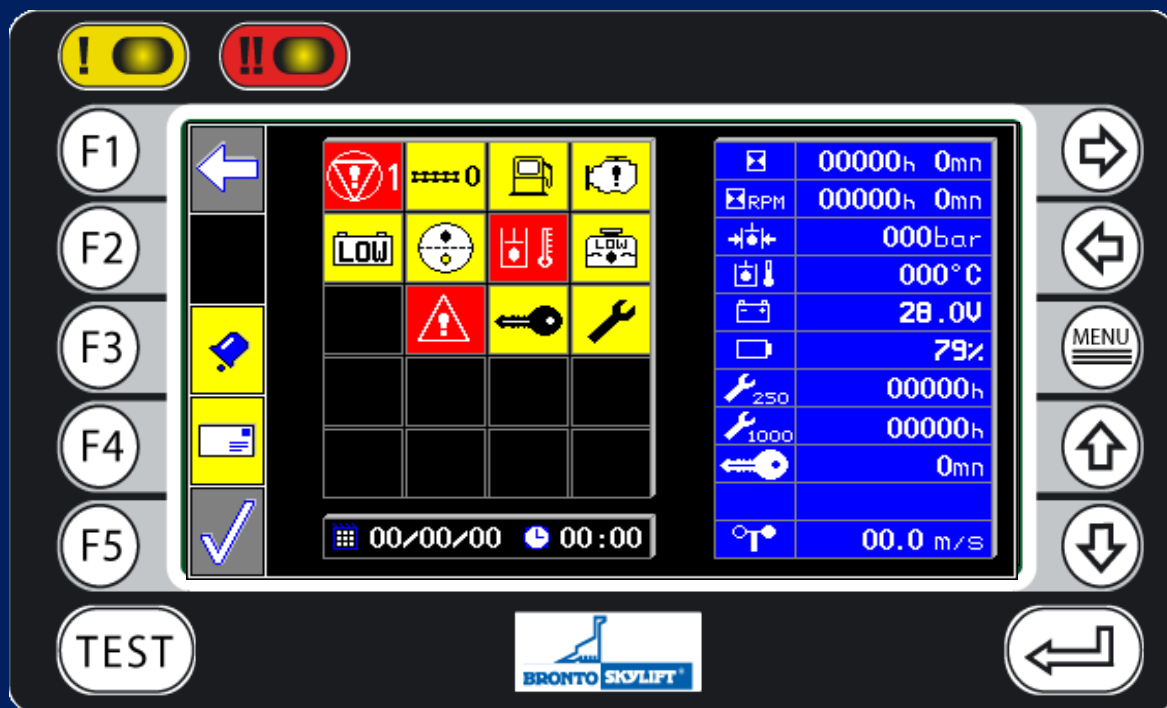 ! !!
F1
F2
F3
F4
F5
TEST
1 0
LOW LOW
00/00/00 00:00
00000h 0mn
RPM 00000h 0mn
000bar
000°C
28.0V
79%
250 00000h
1000 00000h
0mn
00.0 m/s
MENU
BRONTO SKYLIFT®